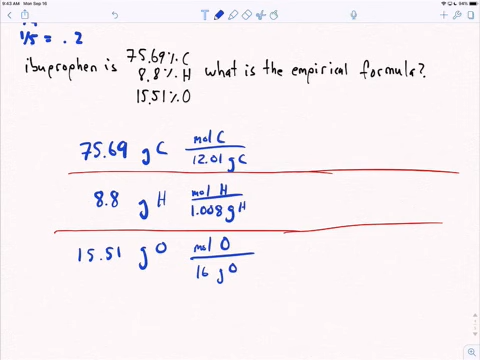 9:43 AM Mon Sep 16
94%
1/5 = .2
ibuprophen is 75.69% C
8.8% H what is the empirical formula?
15.51% O
75.69 g C mol C / 12.01 g C
8.8 g H mol H / 1.008 g H
15.51 g O mol O / 16 g O